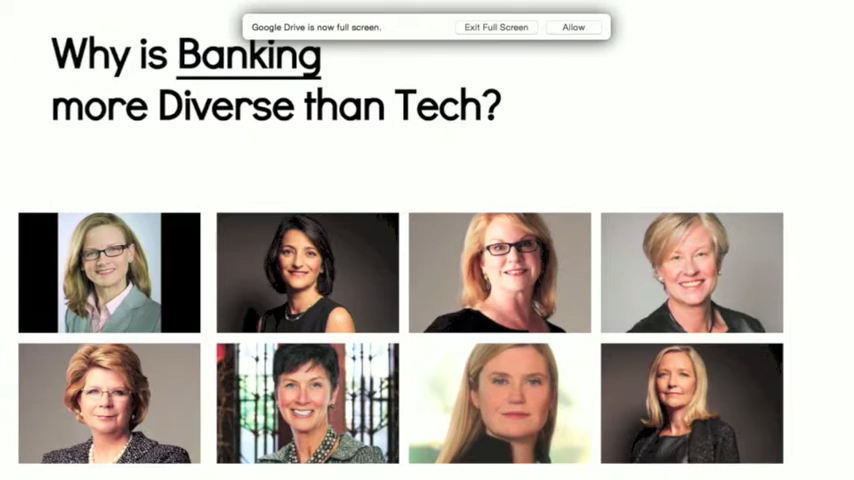 Google Drive is now full screen.
Exit Full Screen
Allow
Why is Banking
more Diverse than Tech?